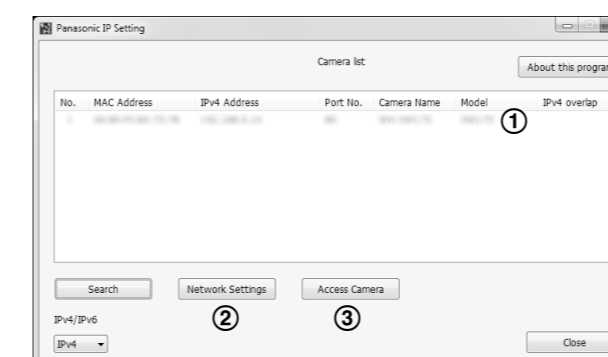 Panasonic IP Setting
Camera list
About this program
No. MAC Address IPv4 Address Port No. Camera Name Model IPv4 overlap
①
Search Network Settings Access Camera
② ③
IPv4/IPv6
IPv4 Close